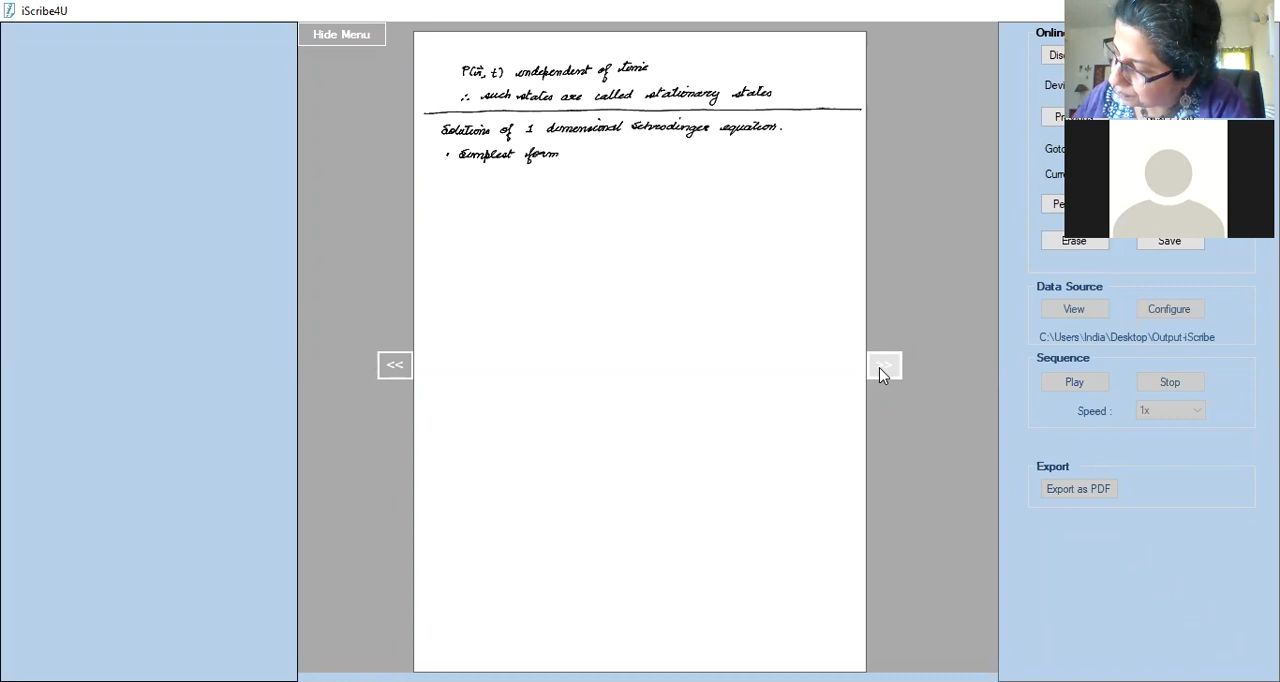 iScribe4U
Hide Menu
P(r⃗, t) independent of time
∴ such states are called stationary states
Solutions of 1 dimensional Schrodinger equation.
· Simplest form
<<
>>
Erase
Save
Data Source
View
Configure
C:\Users\India\Desktop\Output-iScribe
Sequence
Play
Stop
Speed :
1x
Export
Export as PDF